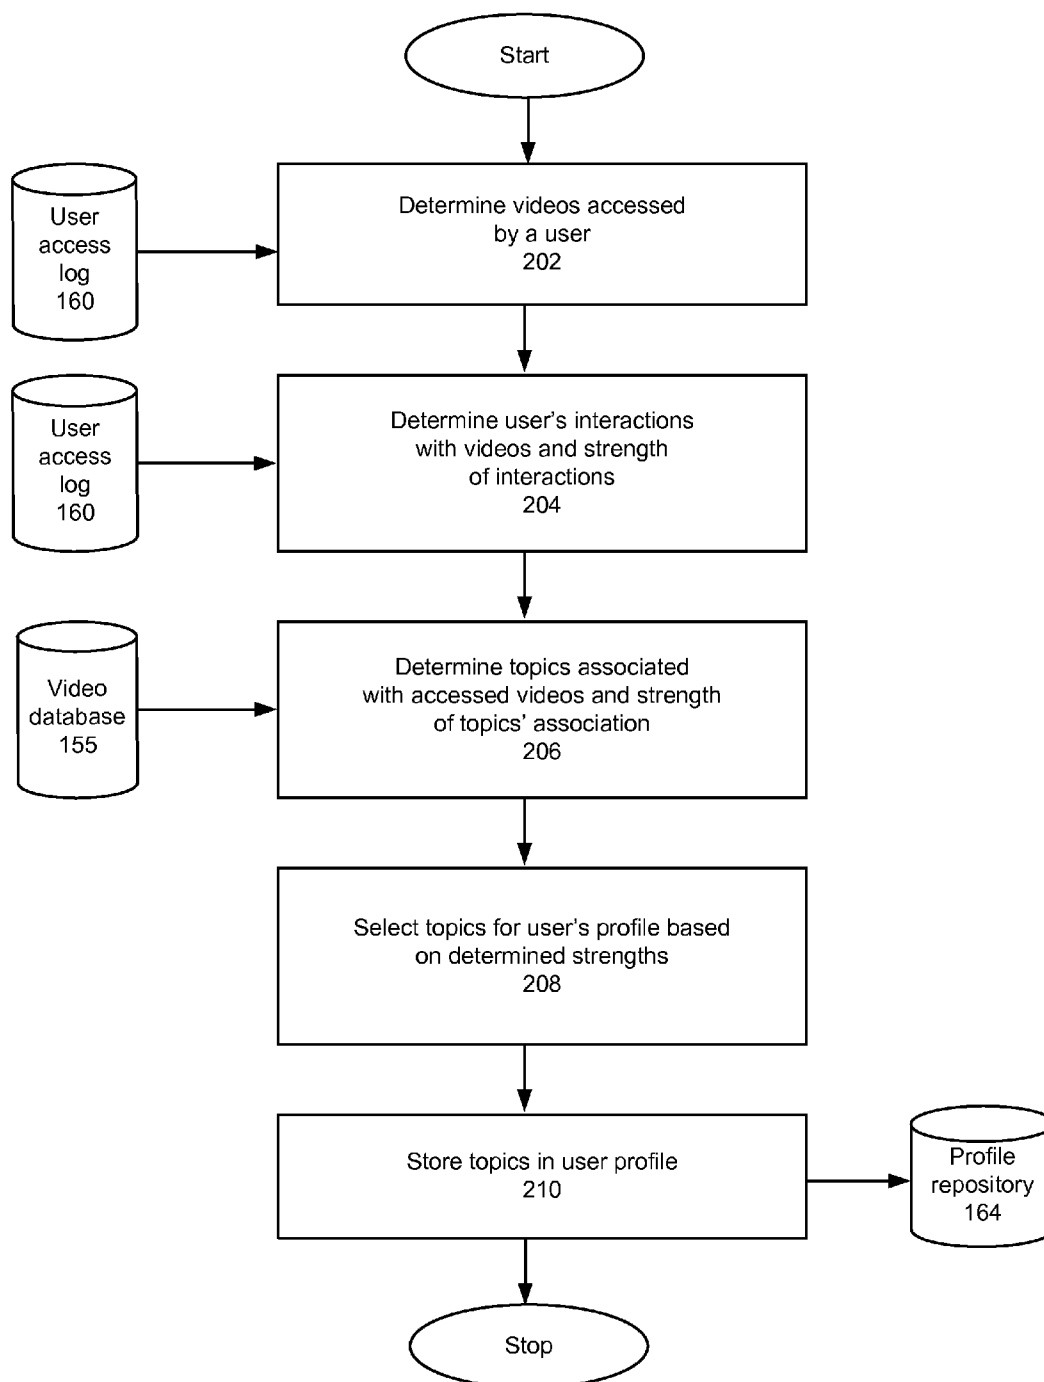 Start
User
access
log
160
Determine videos accessed
by a user
202
User
access
log
160
Determine user's interactions
with videos and strength
of interactions
204
Video
database
155
Determine topics associated
with accessed videos and strength
of topics' association
206
Select topics for user's profile based
on determined strengths
208
Store topics in user profile
210
Profile
repository
164
Stop